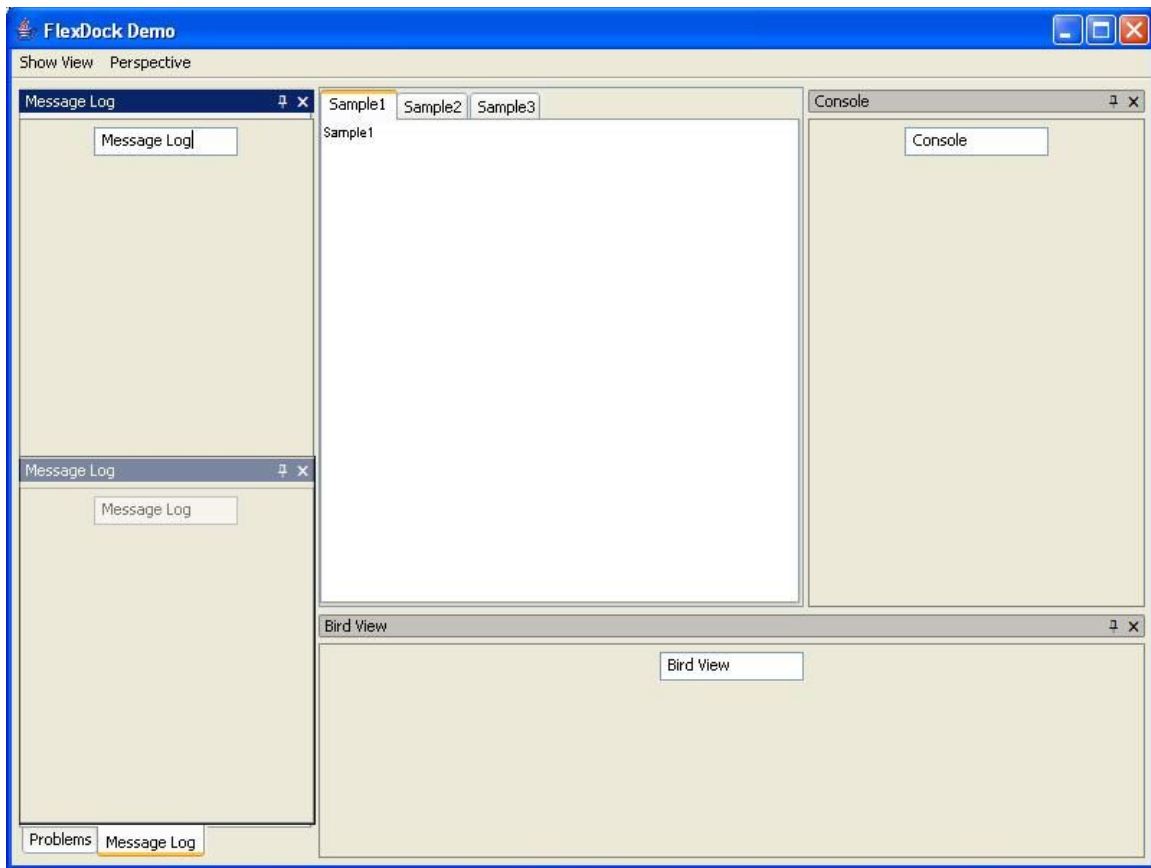 FlexDock Demo
Show View Perspective
Message Log
Message Log
Sample1 Sample2 Sample3
Sample1
Console
Console
Message Log
Message Log
Bird View
Bird View
Problems Message Log